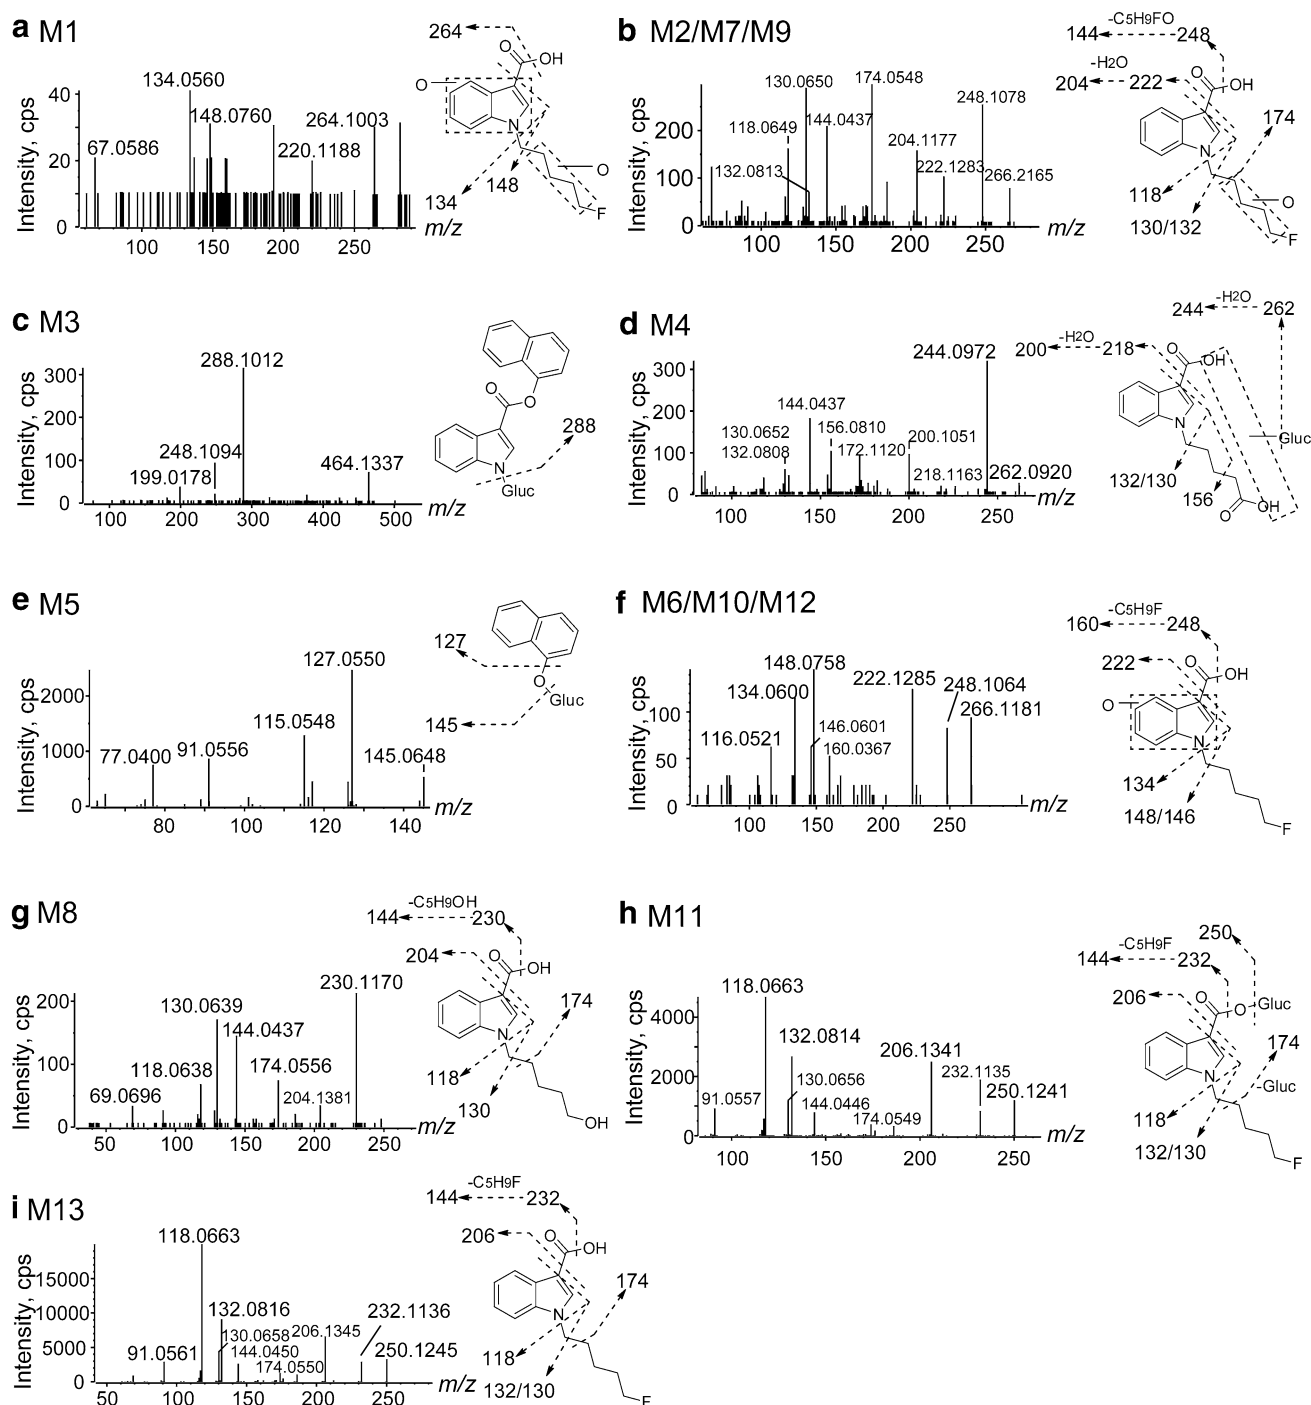 a M1
Intensity, cps
40
20
0
67.0586
134.0560
148.0760
220.1188
264.1003
100 150 200 250 m/z
264
O
OH
O
N
O
F
148
134
b M2/M7/M9
Intensity, cps
200
100
0
130.0650
174.0548
118.0649
144.0437
248.1078
204.1177
132.0813
222.1283
266.2165
100 150 200 250 m/z
-C5H9FO
144 248
-H2O
204 222
O
OH
N
174
118
O
130/132
F
c M3
Intensity, cps
300
200
100
0
288.1012
248.1094
199.0178
464.1337
100 200 300 400 500 m/z
O
O
288
N
Gluc
d M4
Intensity, cps
300
200
100
0
244.0972
144.0437
130.0652
132.0808
156.0810
172.1120
200.1051
218.1163
262.0920
100 150 200 250 m/z
-H2O
244 262
-H2O
200 218
O
OH
N
Gluc
132/130
156
O
OH
e M5
Intensity, cps
2000
1000
0
127.0550
115.0548
77.0400
91.0556
145.0648
80 100 120 140 m/z
127
O
Gluc
145
f M6/M10/M12
Intensity, cps
100
50
0
148.0758
134.0600
222.1285
248.1064
266.1181
116.0521
146.0601
160.0367
100 150 200 250 m/z
-C5H9F
160 248
222
O
OH
O
N
134
148/146
F
g M8
Intensity, cps
200
100
0
230.1170
130.0639
144.0437
118.0638
174.0556
69.0696
204.1381
50 100 150 200 250 m/z
-C5H9OH
144 230
204
O
OH
N
174
118
130
OH
h M11
Intensity, cps
4000
2000
0
118.0663
132.0814
206.1341
232.1135
91.0557
130.0656
144.0446
174.0549
250.1241
100 150 200 250 m/z
250
-C5H9F
144 232
206
O
O
Gluc
N
174
-Gluc
118
132/130
F
i M13
Intensity, cps
15000
10000
5000
0
118.0663
132.0816
232.1136
130.0658
206.1345
91.0561
144.0450
174.0550
250.1245
50 100 150 200 250 m/z
-C5H9F
144 232
206
O
OH
N
174
118
132/130
F